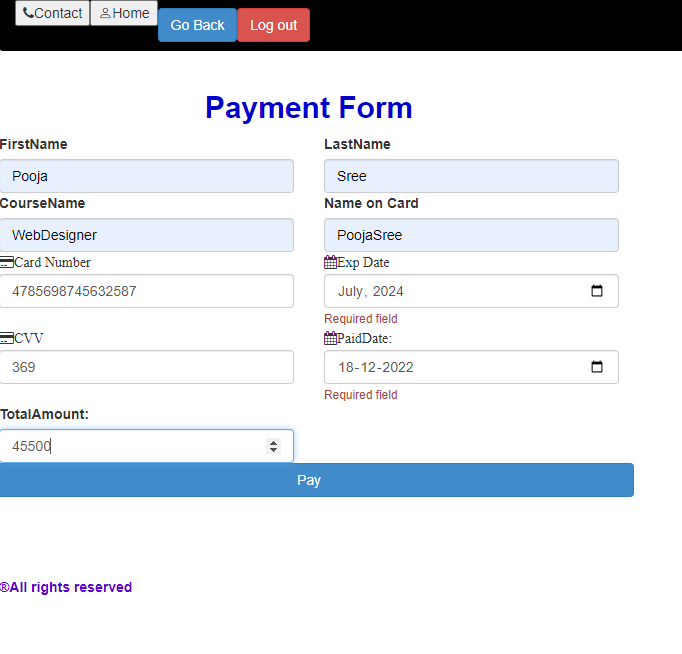 Contact Home Go Back Log out
Payment Form
FirstName LastName
Pooja Sree
CourseName Name on Card
WebDesigner PoojaSree
Card Number Exp Date
4785698745632587 July, 2024
Required field
CVV PaidDate:
369 18-12-2022
Required field
TotalAmount:
45500
Pay
®All rights reserved